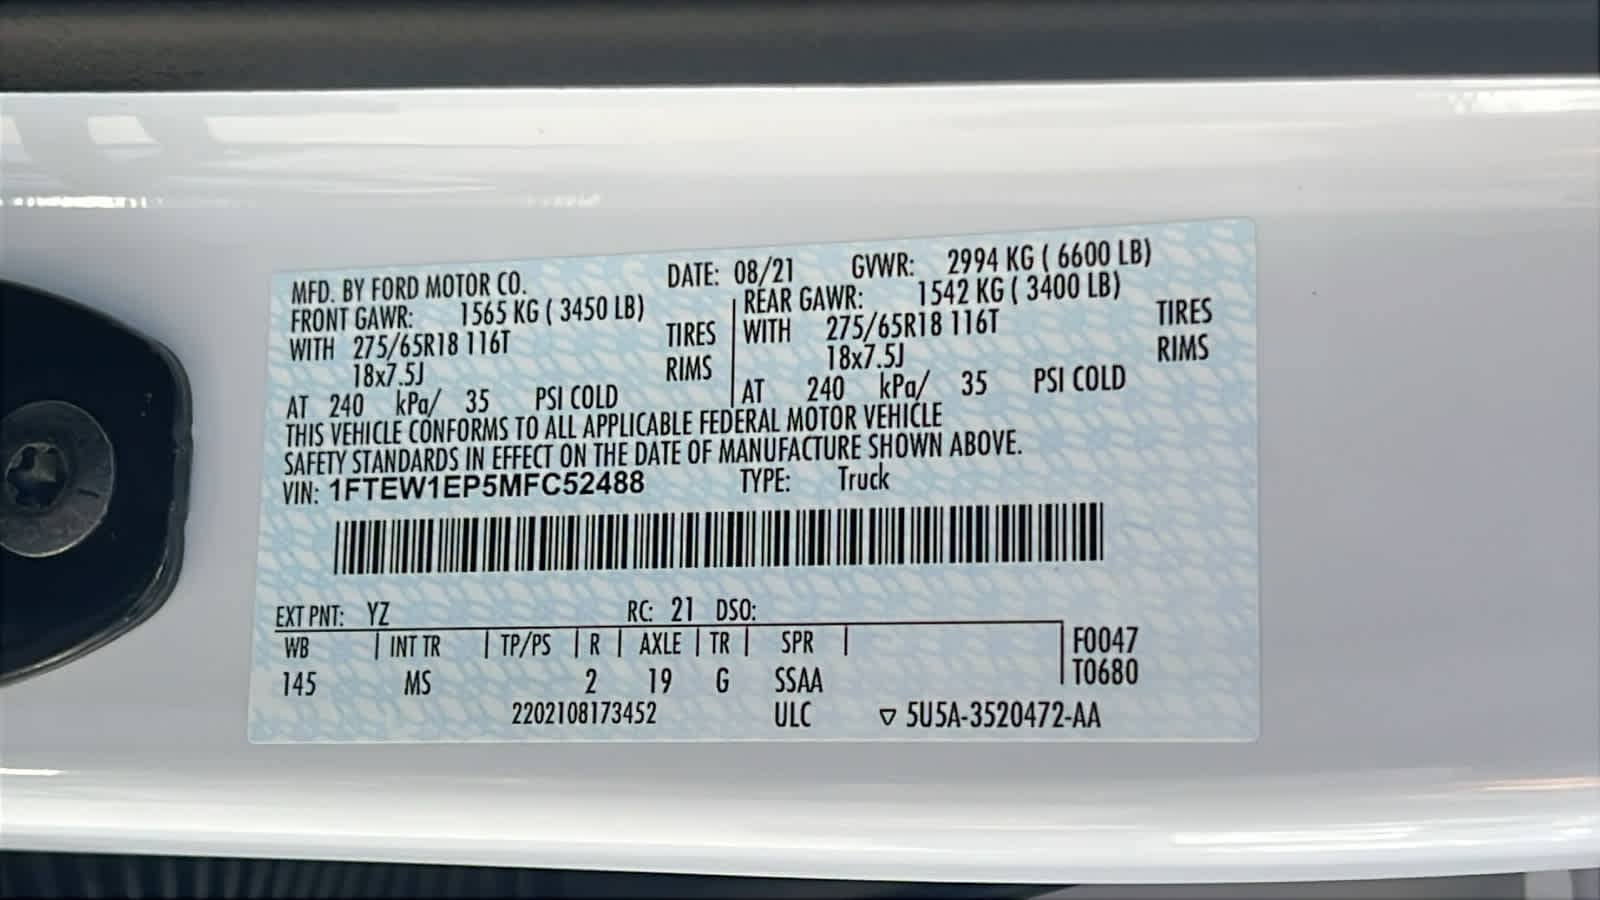 MFD. BY FORD MOTOR CO. DATE: 08/21 GVWR: 2994 KG ( 6600 LB)
FRONT GAWR: 1565 KG ( 3450 LB) REAR GAWR: 1542 KG ( 3400 LB)
WITH 275/65R18 116T TIRES WITH 275/65R18 116T TIRES
18x7.5J RIMS 18x7.5J RIMS
AT 240 kPa/ 35 PSI COLD AT 240 kPa/ 35 PSI COLD
THIS VEHICLE CONFORMS TO ALL APPLICABLE FEDERAL MOTOR VEHICLE
SAFETY STANDARDS IN EFFECT ON THE DATE OF MANUFACTURE SHOWN ABOVE.
VIN: 1FTEW1EP5MFC52488 TYPE: Truck
EXT PNT: YZ RC: 21 DSO:
WB INT TR TP/PS R AXLE TR SPR F0047
145 MS 2 19 G SSAA T0680
2202108173452 ULC ▽ 5U5A-3520472-AA